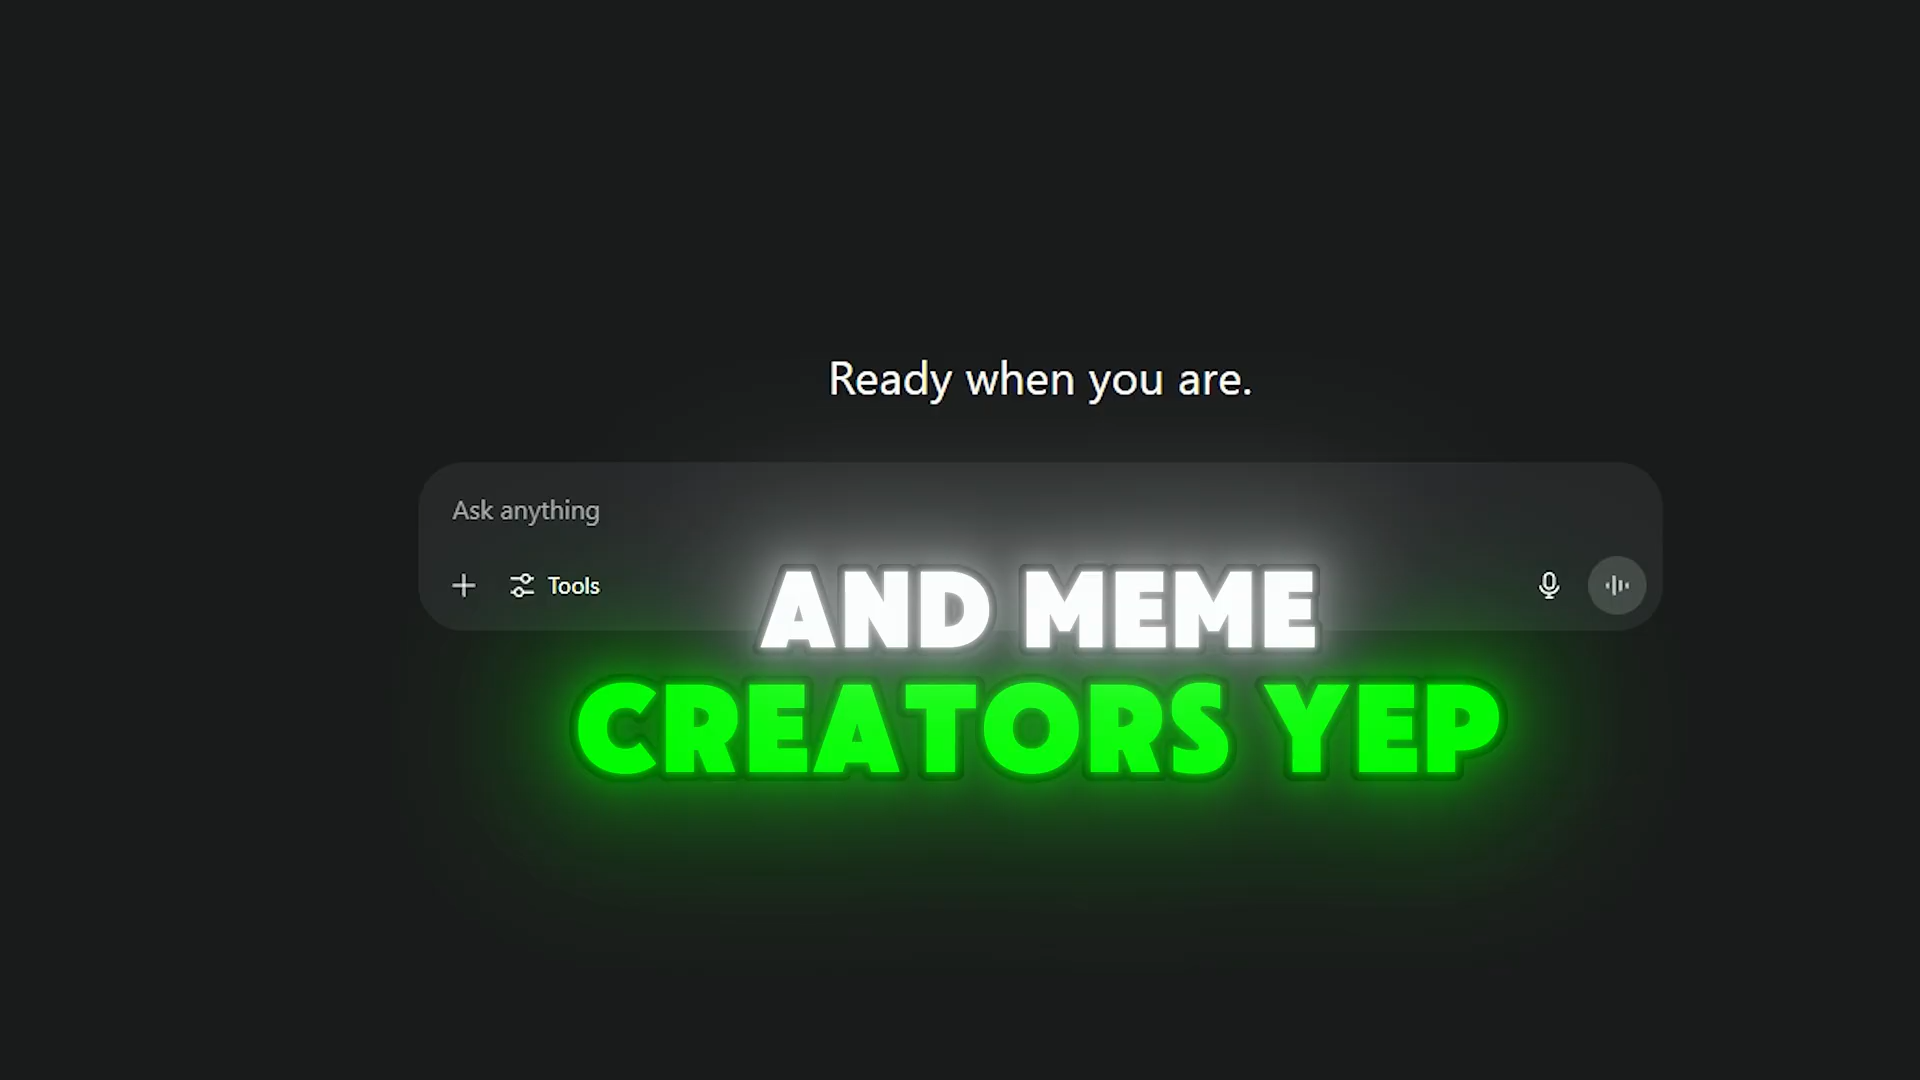 Ready when you are.
Ask anything
Tools
AND MEME
CREATORS YEP